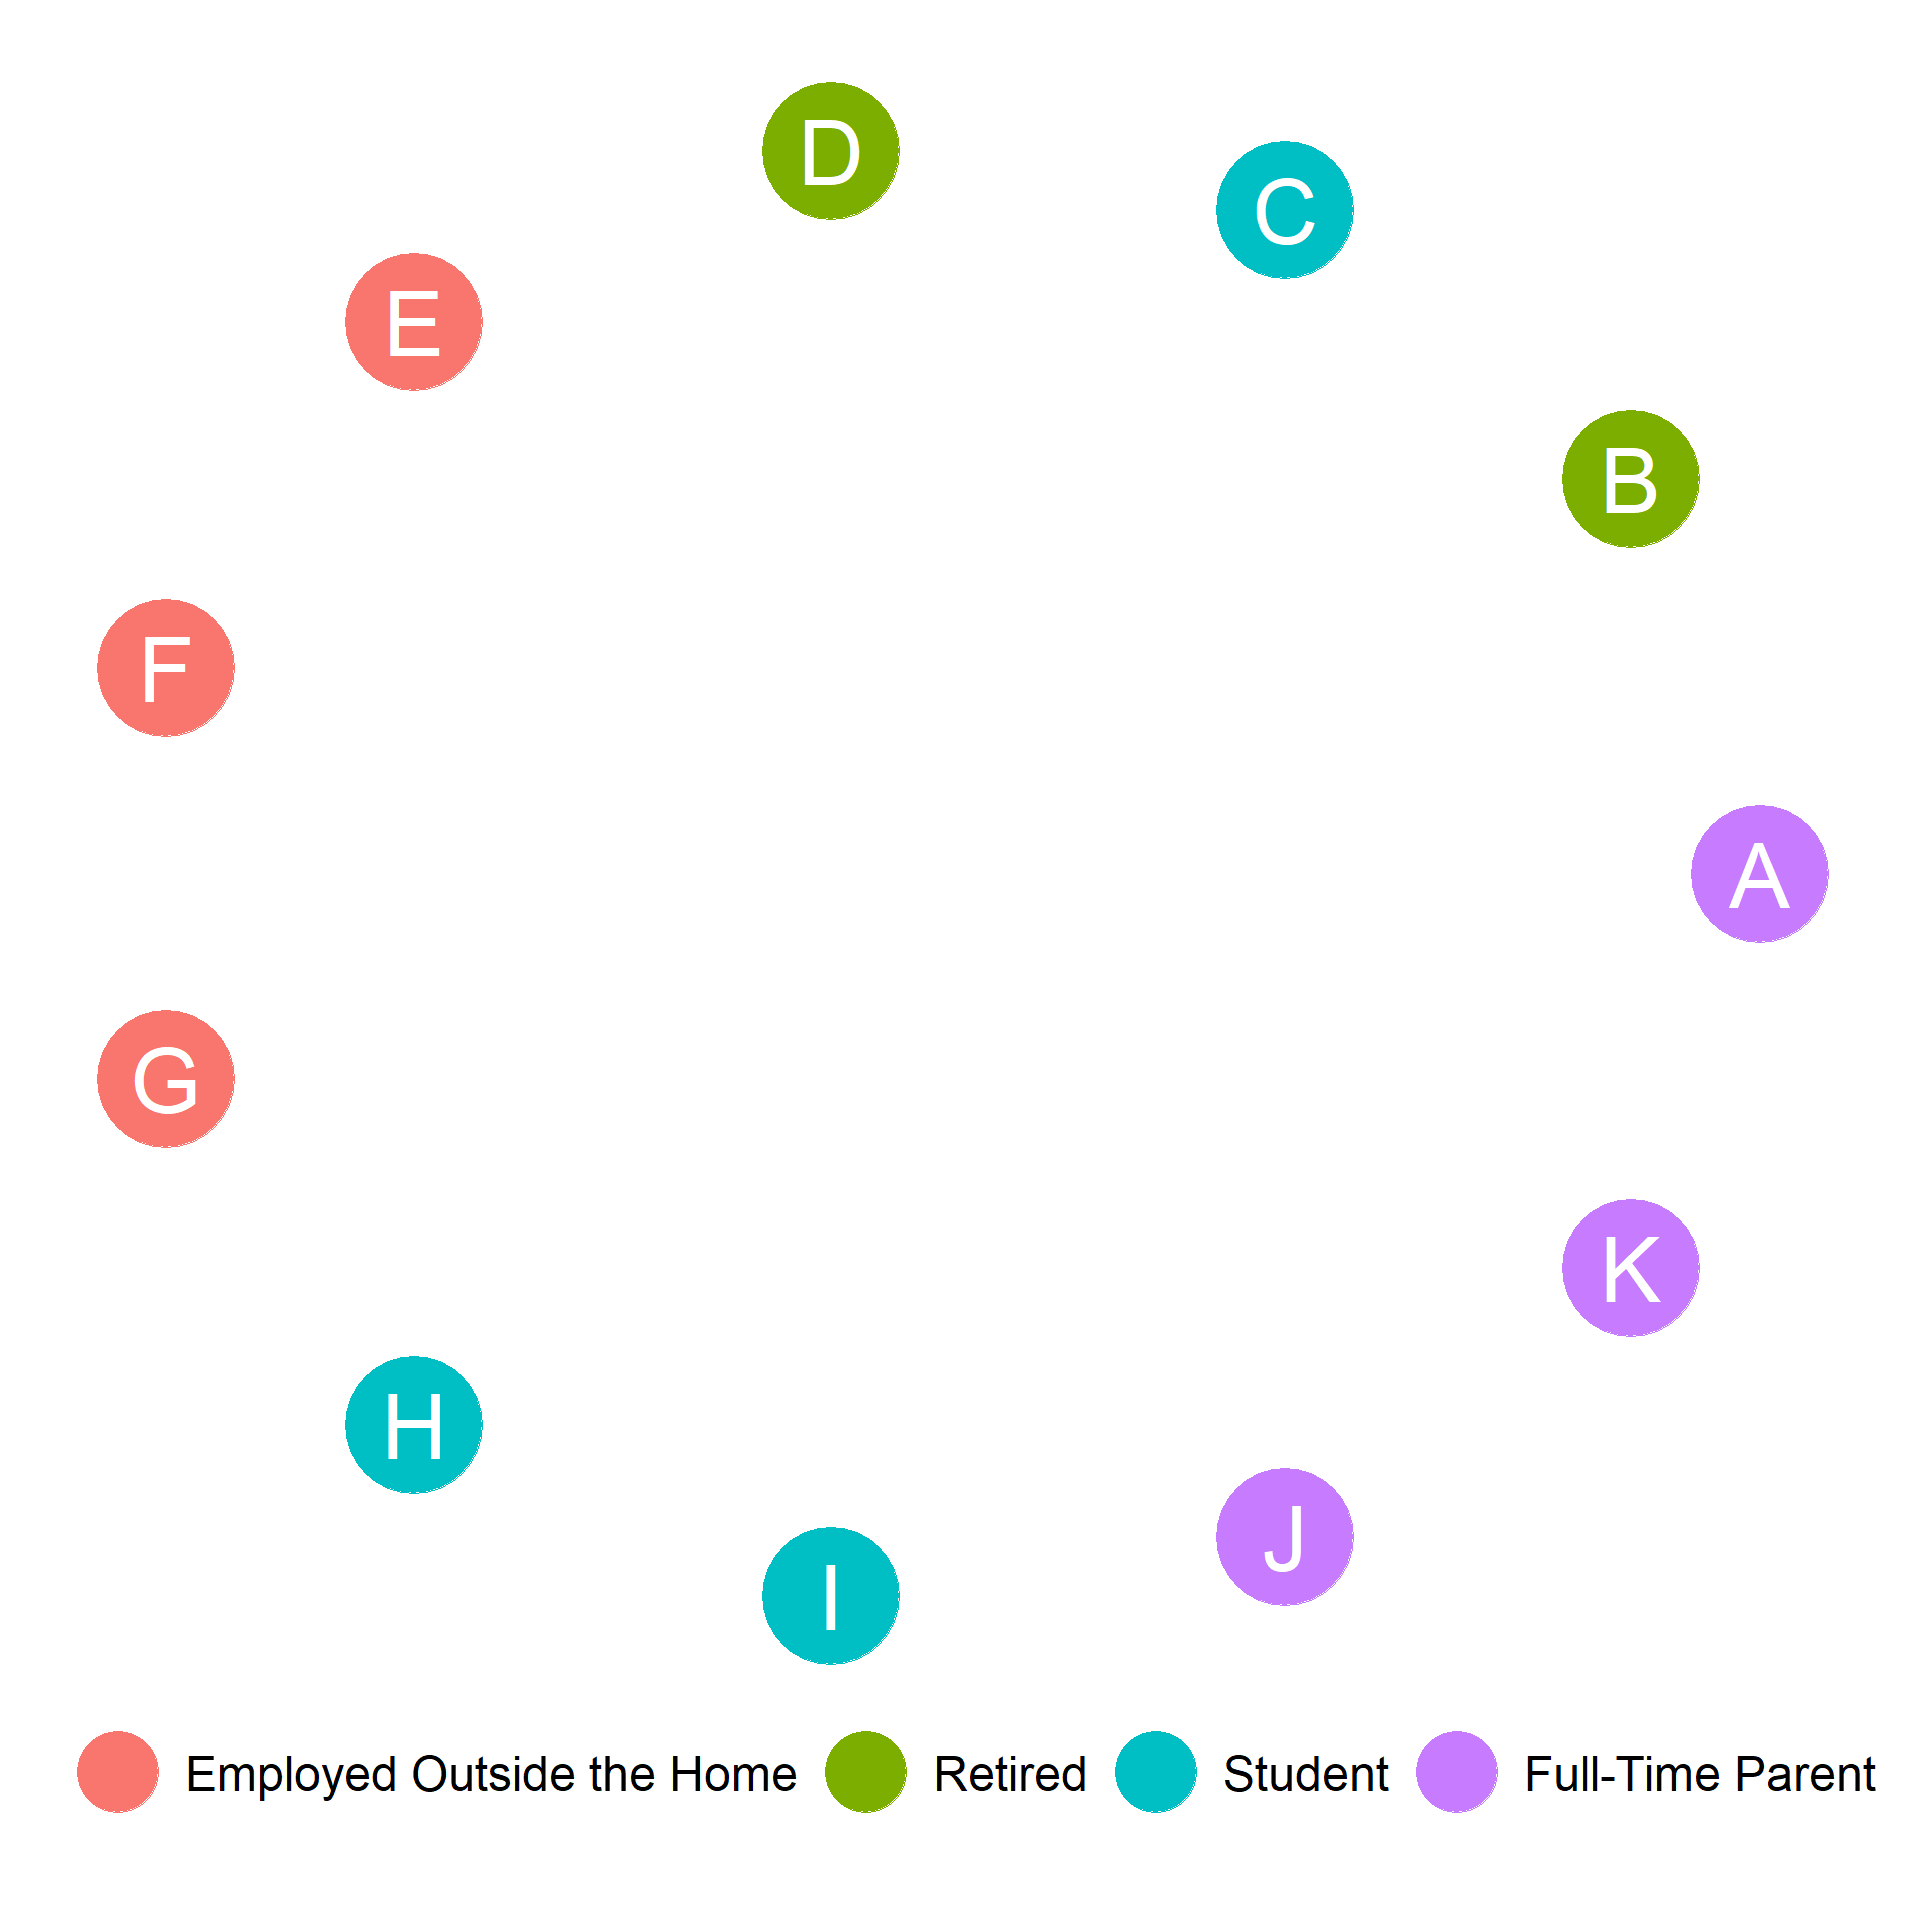 D
C
E
B
F
A
G
K
H
J
I
Employed Outside the Home Retired Student Full-Time Parent